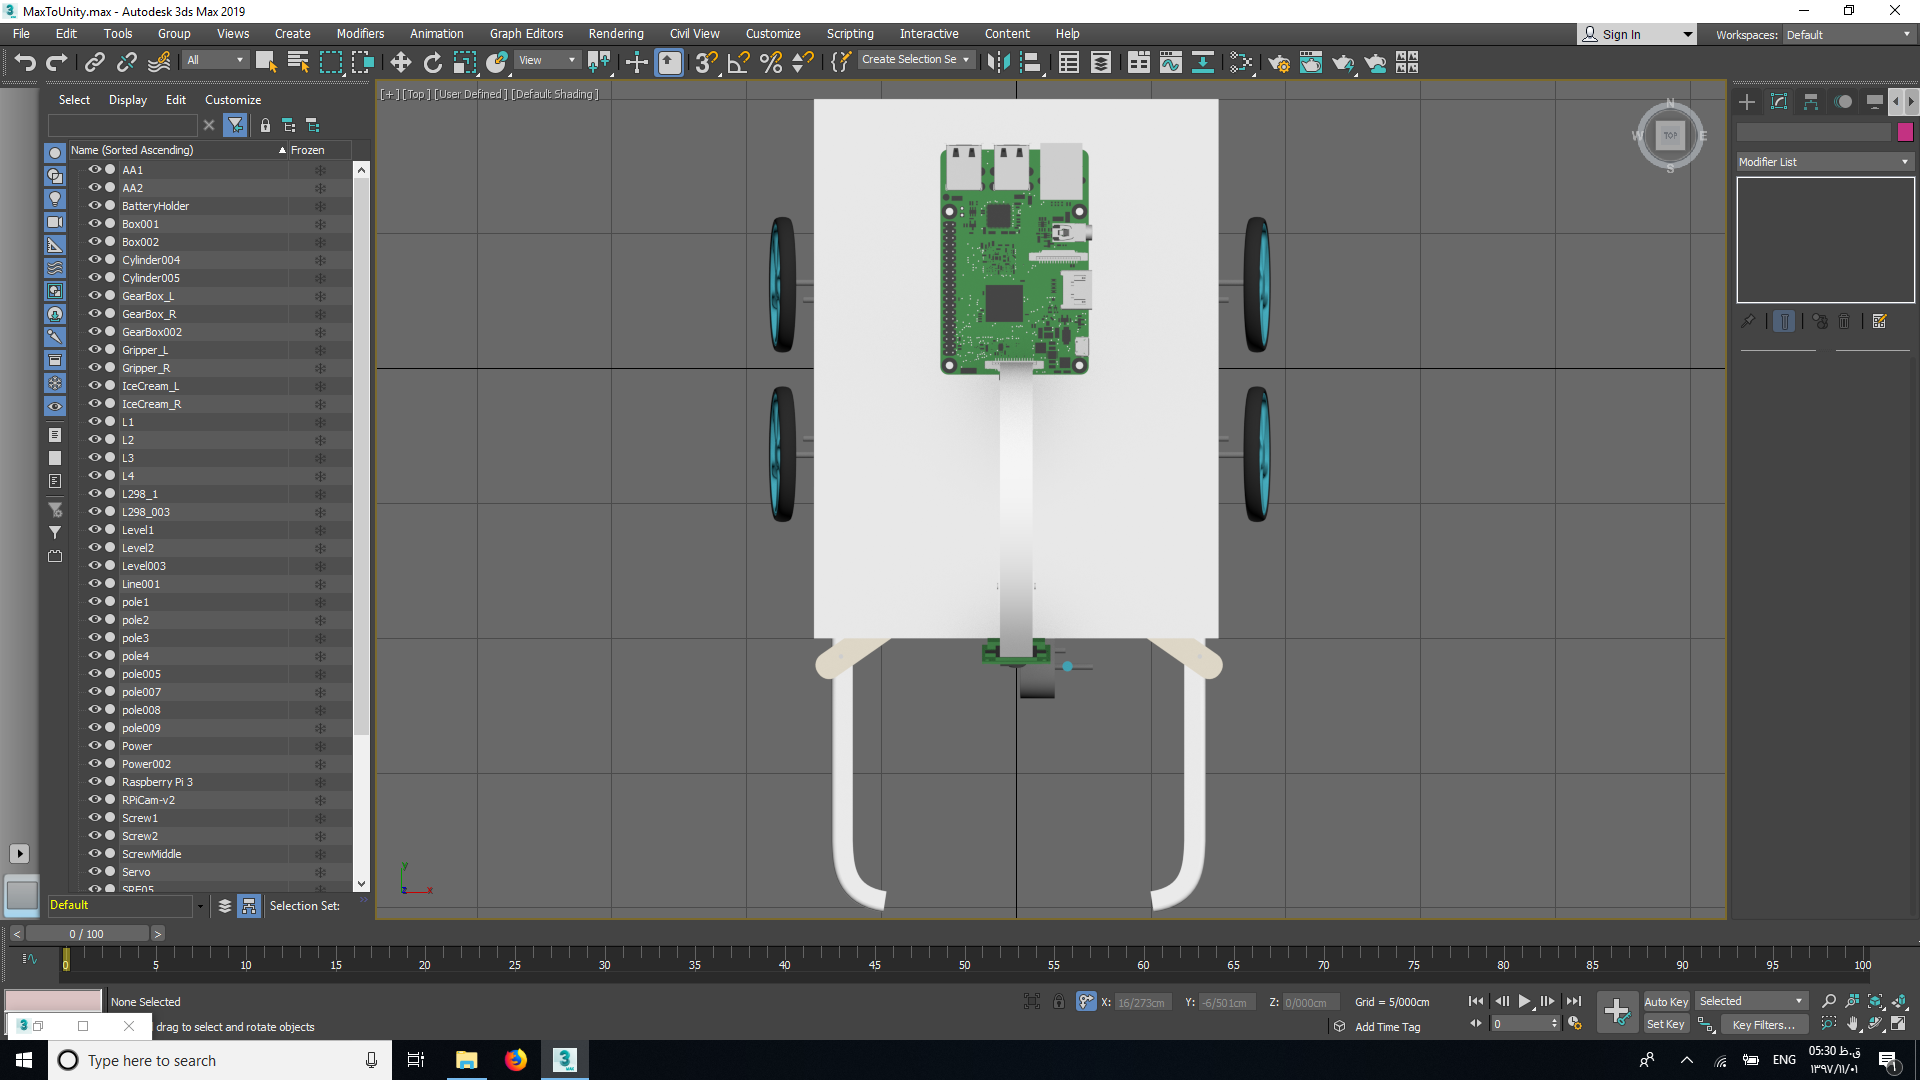 MaxToUnity.max - Autodesk 3ds Max 2019
File Edit Tools Group Views Create Modifiers Animation Graph Editors Rendering Civil View Customize Scripting Interactive Content Help
Sign In
Workspaces: Default
All
View
Create Selection Se
Select Display Edit Customize
Name (Sorted Ascending) Frozen
AA1
AA2
BatteryHolder
Box001
Box002
Cylinder004
Cylinder005
GearBox_L
GearBox_R
GearBox002
Gripper_L
Gripper_R
IceCream_L
IceCream_R
L1
L2
L3
L4
L298_1
L298_003
Level1
Level2
Level003
Line001
pole1
pole2
pole3
pole4
pole005
pole007
pole008
pole009
Power
Power002
Raspberry Pi 3
RPiCam-v2
Screw1
Screw2
ScrewMiddle
Servo
SRF05
Default
Selection Set:
[+] [Top] [User Defined] [Default Shading]
y
z x
N
W TOP E
S
Modifier List
< 0 / 100 >
0 5 10 15 20 25 30 35 40 45 50 55 60 65 70 75 80 85 90 95 100
None Selected
drag to select and rotate objects
X: 16/273cm Y: -6/501cm Z: 0/000cm Grid = 5/000cm
Add Time Tag
0
Auto Key Selected
Set Key Key Filters...
Type here to search
ENG
05:30 ق.ظ
۱۳۹۷/۱۱/۰۱
1